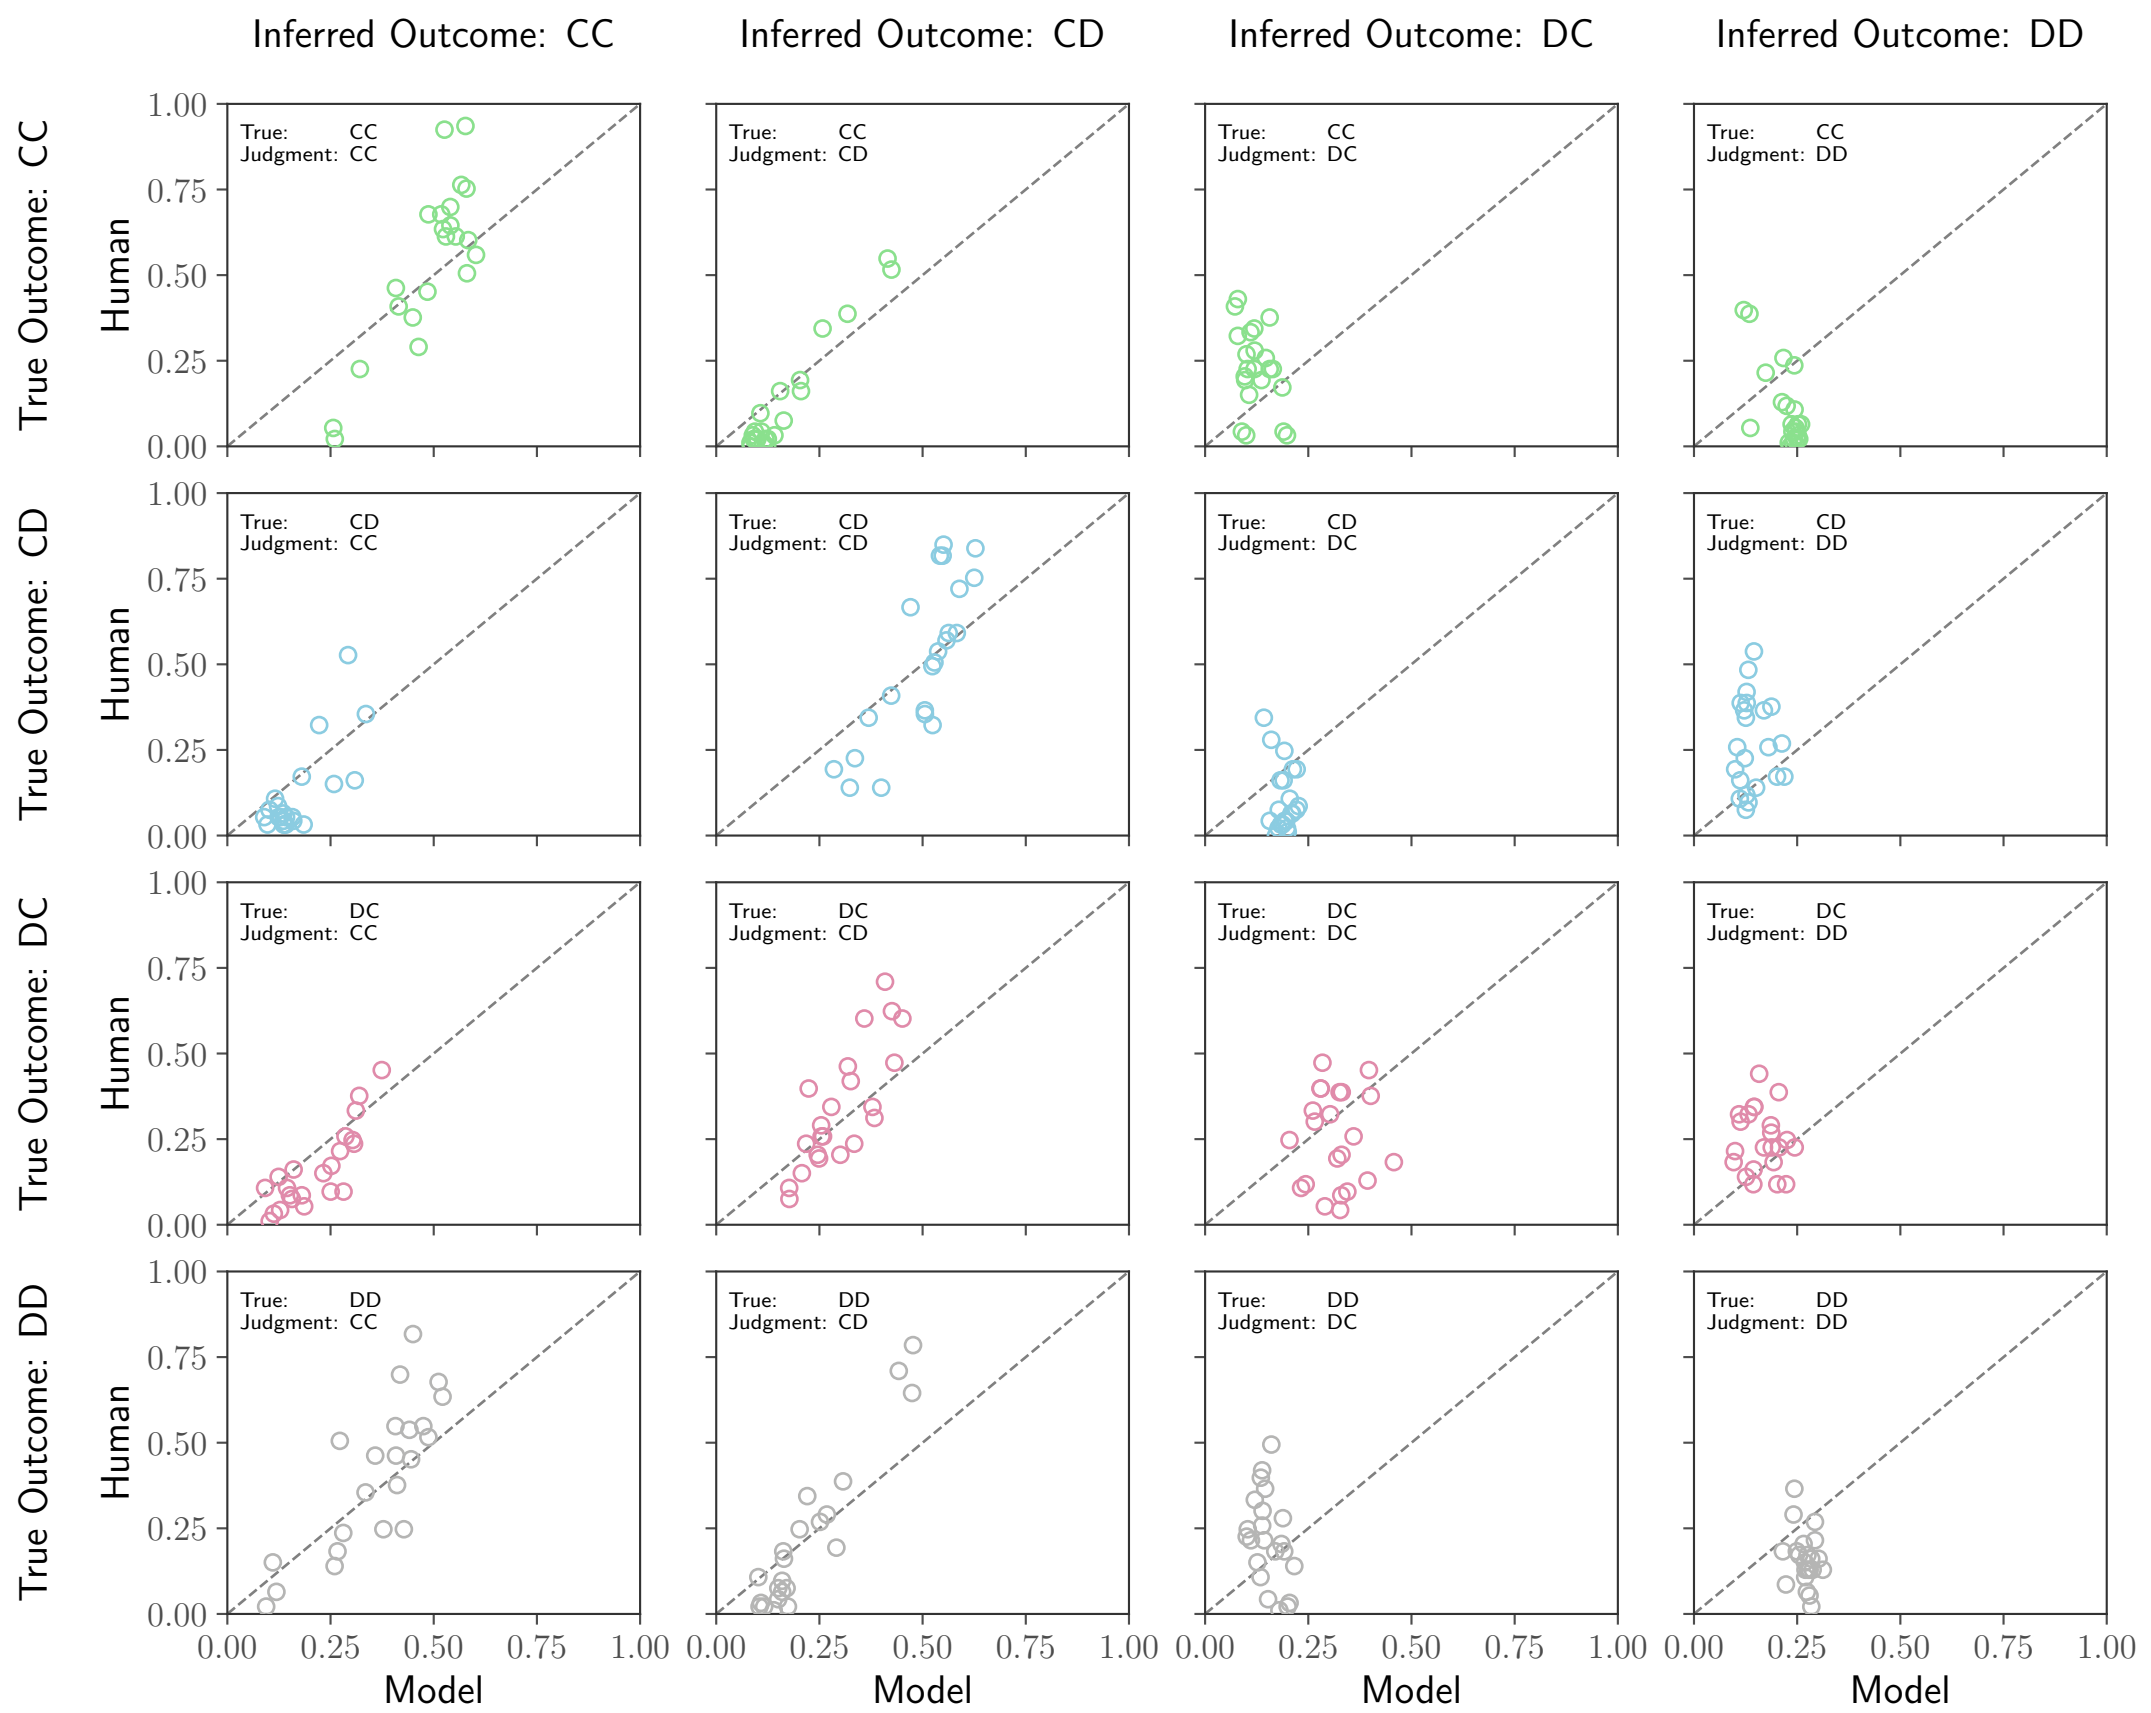 Inferred Outcome: CC
Inferred Outcome: CD
Inferred Outcome: DC
Inferred Outcome: DD
True Outcome: CC
Human
1.00
0.75
0.50
0.25
0.00
True: CC
Judgment: CC
True: CC
Judgment: CD
True: CC
Judgment: DC
True: CC
Judgment: DD
True Outcome: CD
Human
1.00
0.75
0.50
0.25
0.00
True: CD
Judgment: CC
True: CD
Judgment: CD
True: CD
Judgment: DC
True: CD
Judgment: DD
True Outcome: DC
Human
1.00
0.75
0.50
0.25
0.00
True: DC
Judgment: CC
True: DC
Judgment: CD
True: DC
Judgment: DC
True: DC
Judgment: DD
True Outcome: DD
Human
1.00
0.75
0.50
0.25
0.00
True: DD
Judgment: CC
True: DD
Judgment: CD
True: DD
Judgment: DC
True: DD
Judgment: DD
0.00 0.25 0.50 0.75 1.00
0.00 0.25 0.50 0.75 1.00
0.00 0.25 0.50 0.75 1.00
0.00 0.25 0.50 0.75 1.00
Model
Model
Model
Model